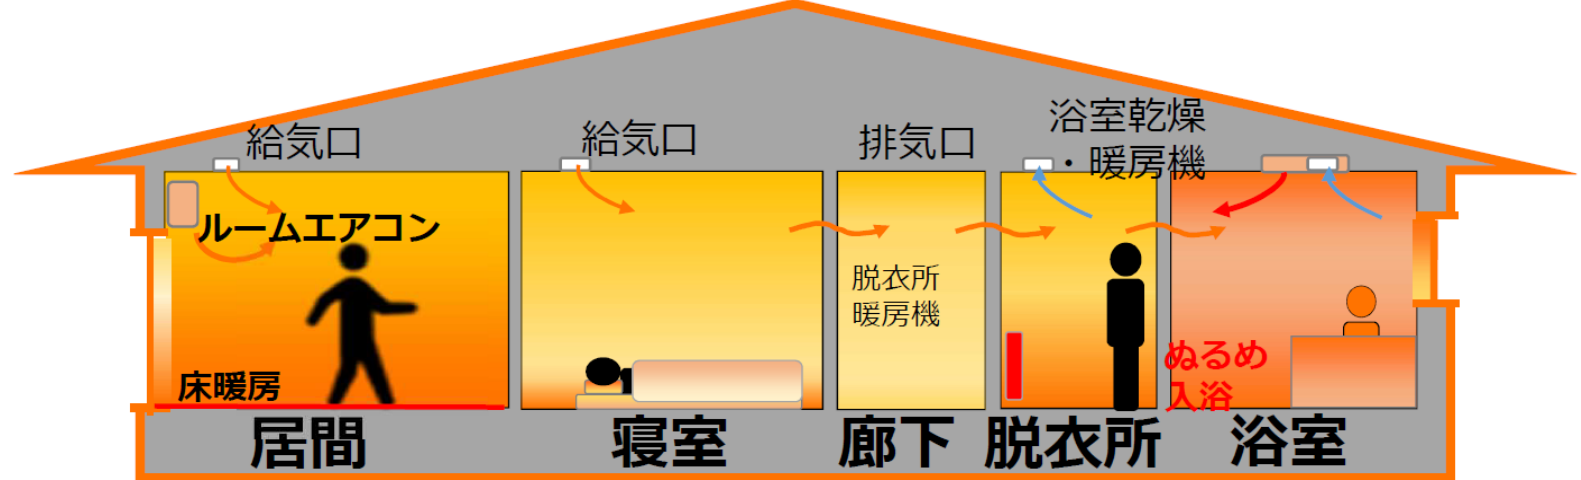 給気口
給気口
排気口
浴室乾燥
・暖房機
ルームエアコン
脱衣所
暖房機
床暖房
ぬるめ
入浴
居間
寝室
廊下
脱衣所
浴室